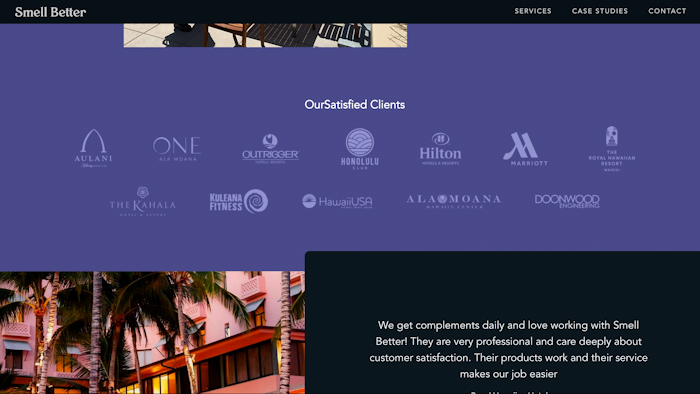 Smell Better
SERVICES CASE STUDIES CONTACT
OurSatisfied Clients
AULANI
ONE
ALA MOANA
OUTRIGGER
HONOLULU
CLUB
Hilton
HOTELS & RESORTS
MARRIOTT
THE
ROYAL HAWAIIAN
RESORT
WAIKIKI
THE KAHALA
HOTEL & RESORT
KULEANA
FITNESS
HawaiiUSA
ALA MOANA
HAWAII'S CENTER
DOONWOOD
ENGINEERING
We get complements daily and love working with Smell
Better! They are very professional and care deeply about
customer satisfaction. Their products work and their service
makes our job easier